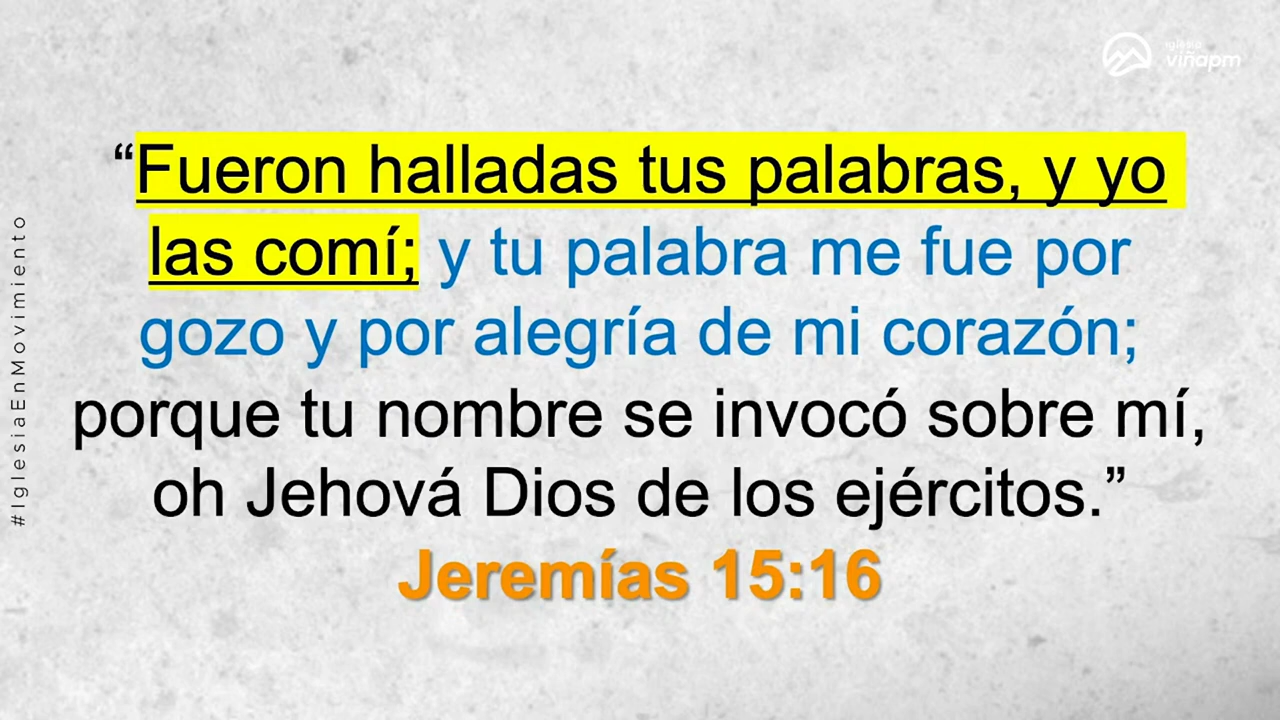 iglesia
viñapm
“Fueron halladas tus palabras, y yo
las comí; y tu palabra me fue por
gozo y por alegría de mi corazón;
porque tu nombre se invocó sobre mí,
oh Jehová Dios de los ejércitos.”
Jeremías 15:16
#IglesiaEnMovimiento